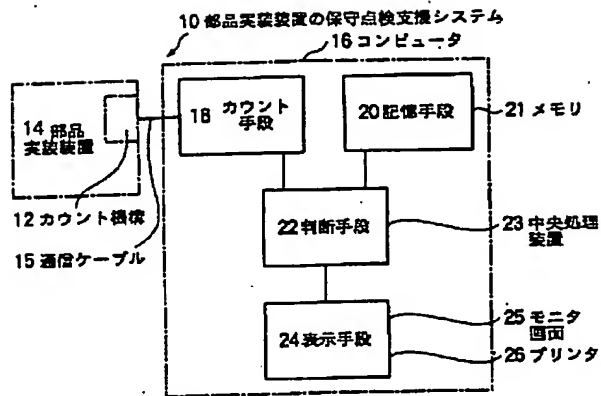 10 部品実装装置の保守点検支援システム
16 コンピュータ
14 部品
実装装置
18 カウント
手段
20 記憶手段
21 メモリ
12 カウント機構
15 通信ケーブル
22 判断手段
23 中央処理
装置
24 表示手段
25 モニタ
画面
26 プリンタ